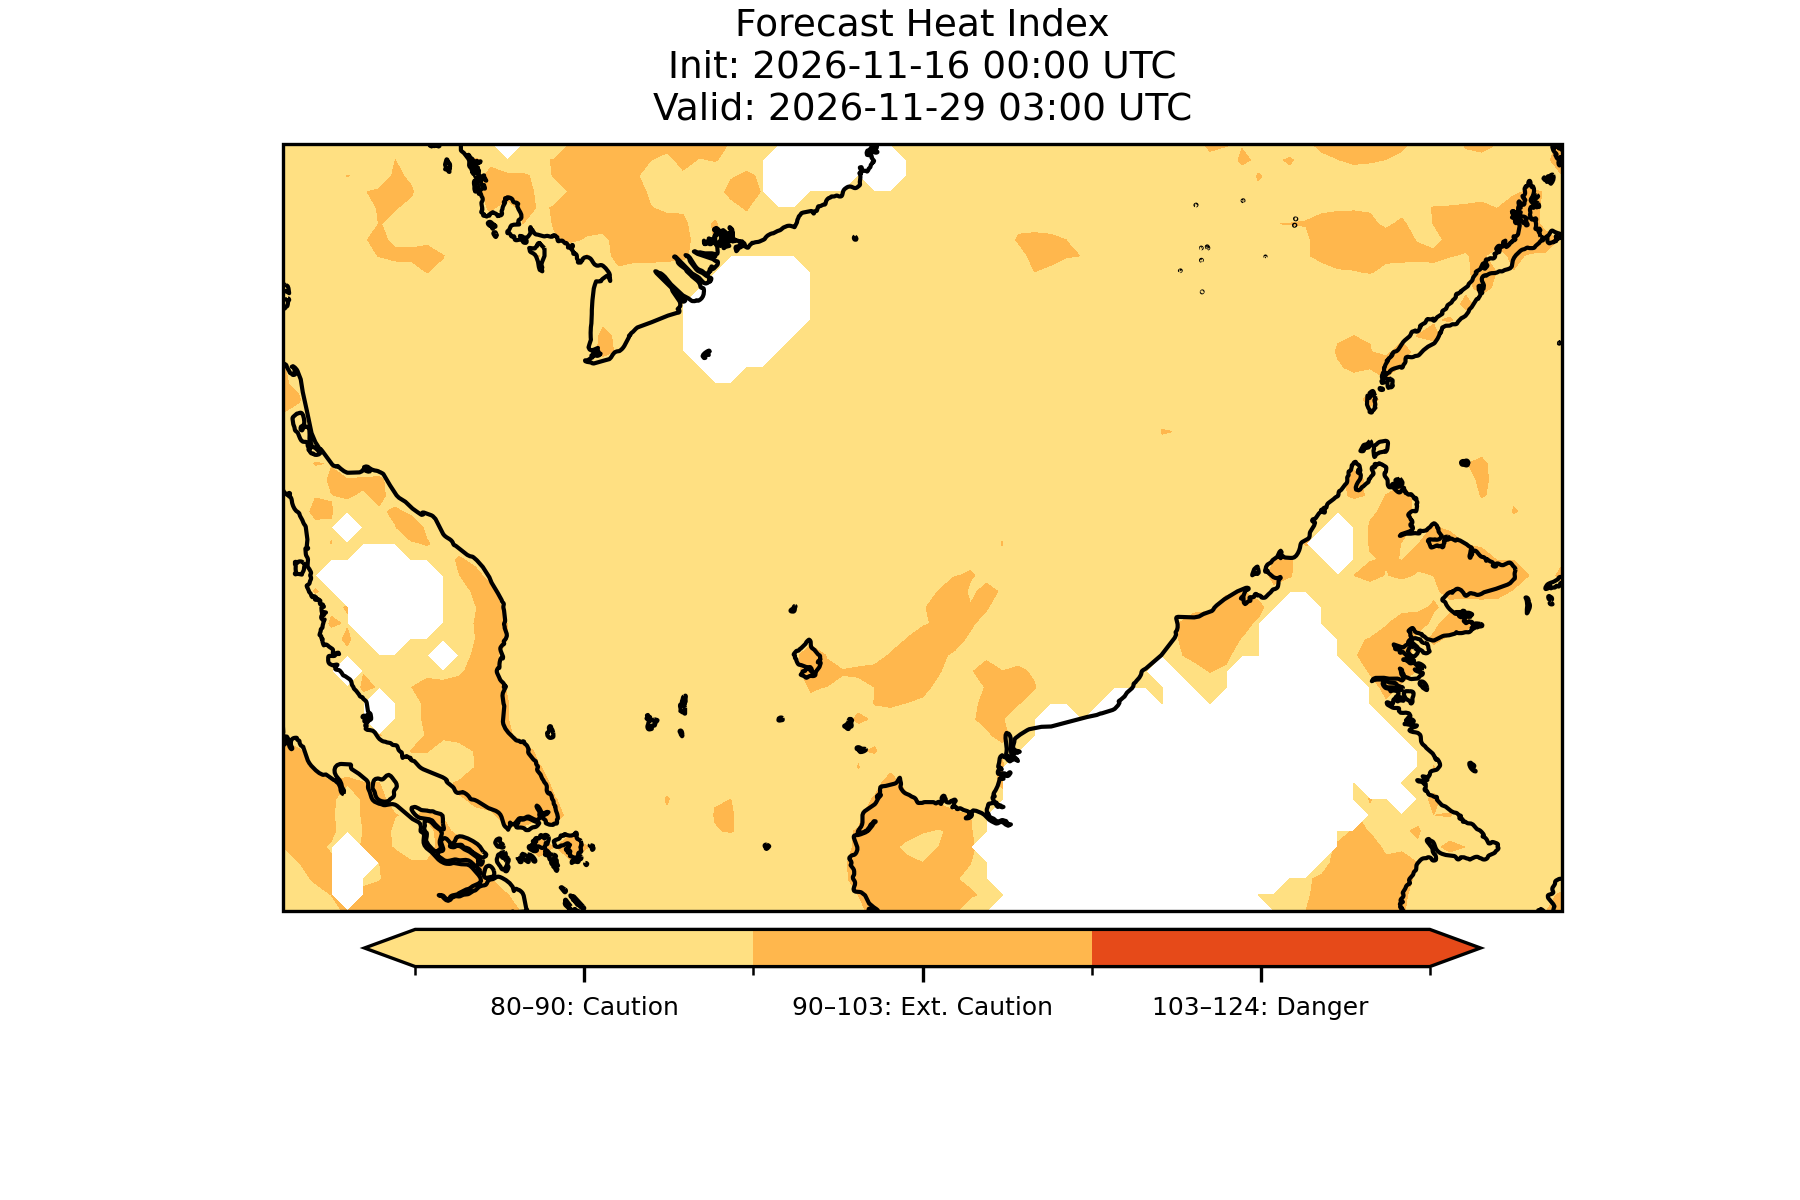 Forecast Heat Index
Init: 2026-11-16 00:00 UTC
Valid: 2026-11-29 03:00 UTC
80–90: Caution
90–103: Ext. Caution
103–124: Danger